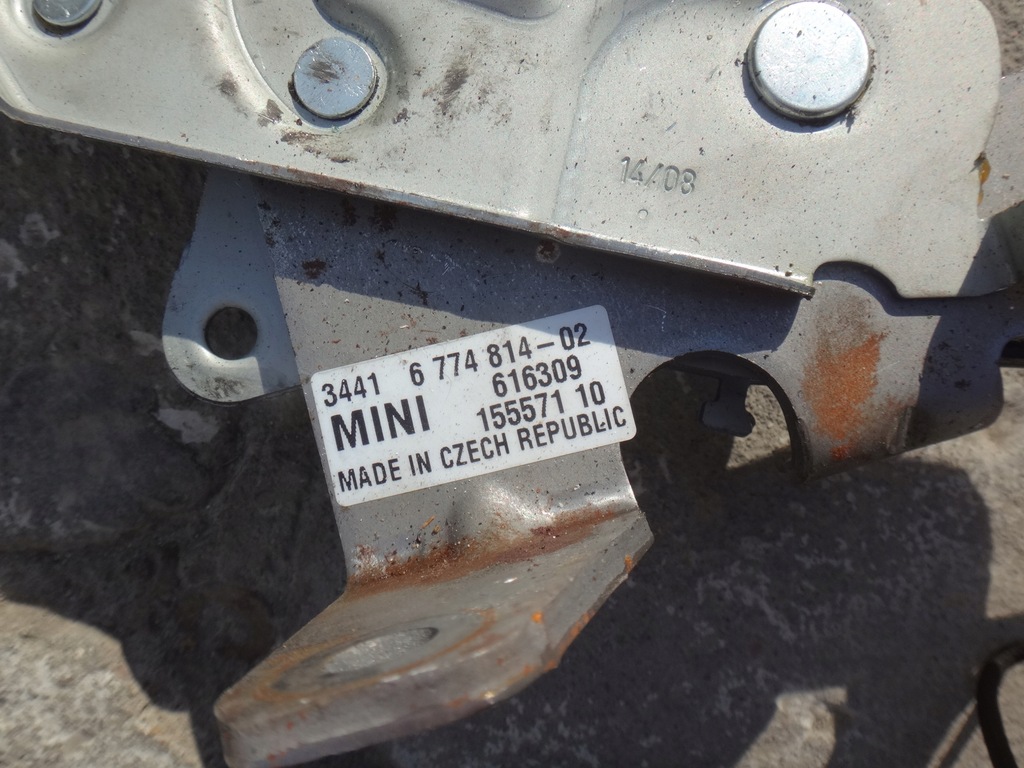 14/08
3441 6 774 814-02
616309
MINI 155571 10
MADE IN CZECH REPUBLIC